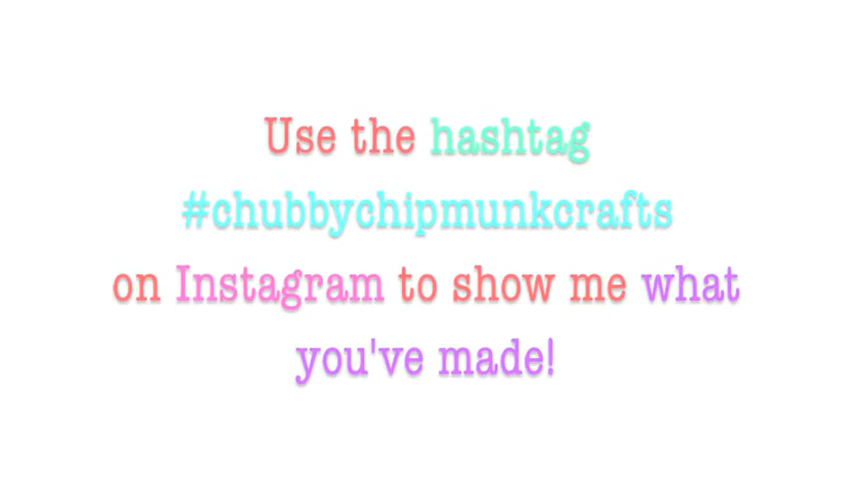 Use the hashtag
#chubbychipmunkcrafts
on Instagram to show me what
you've made!